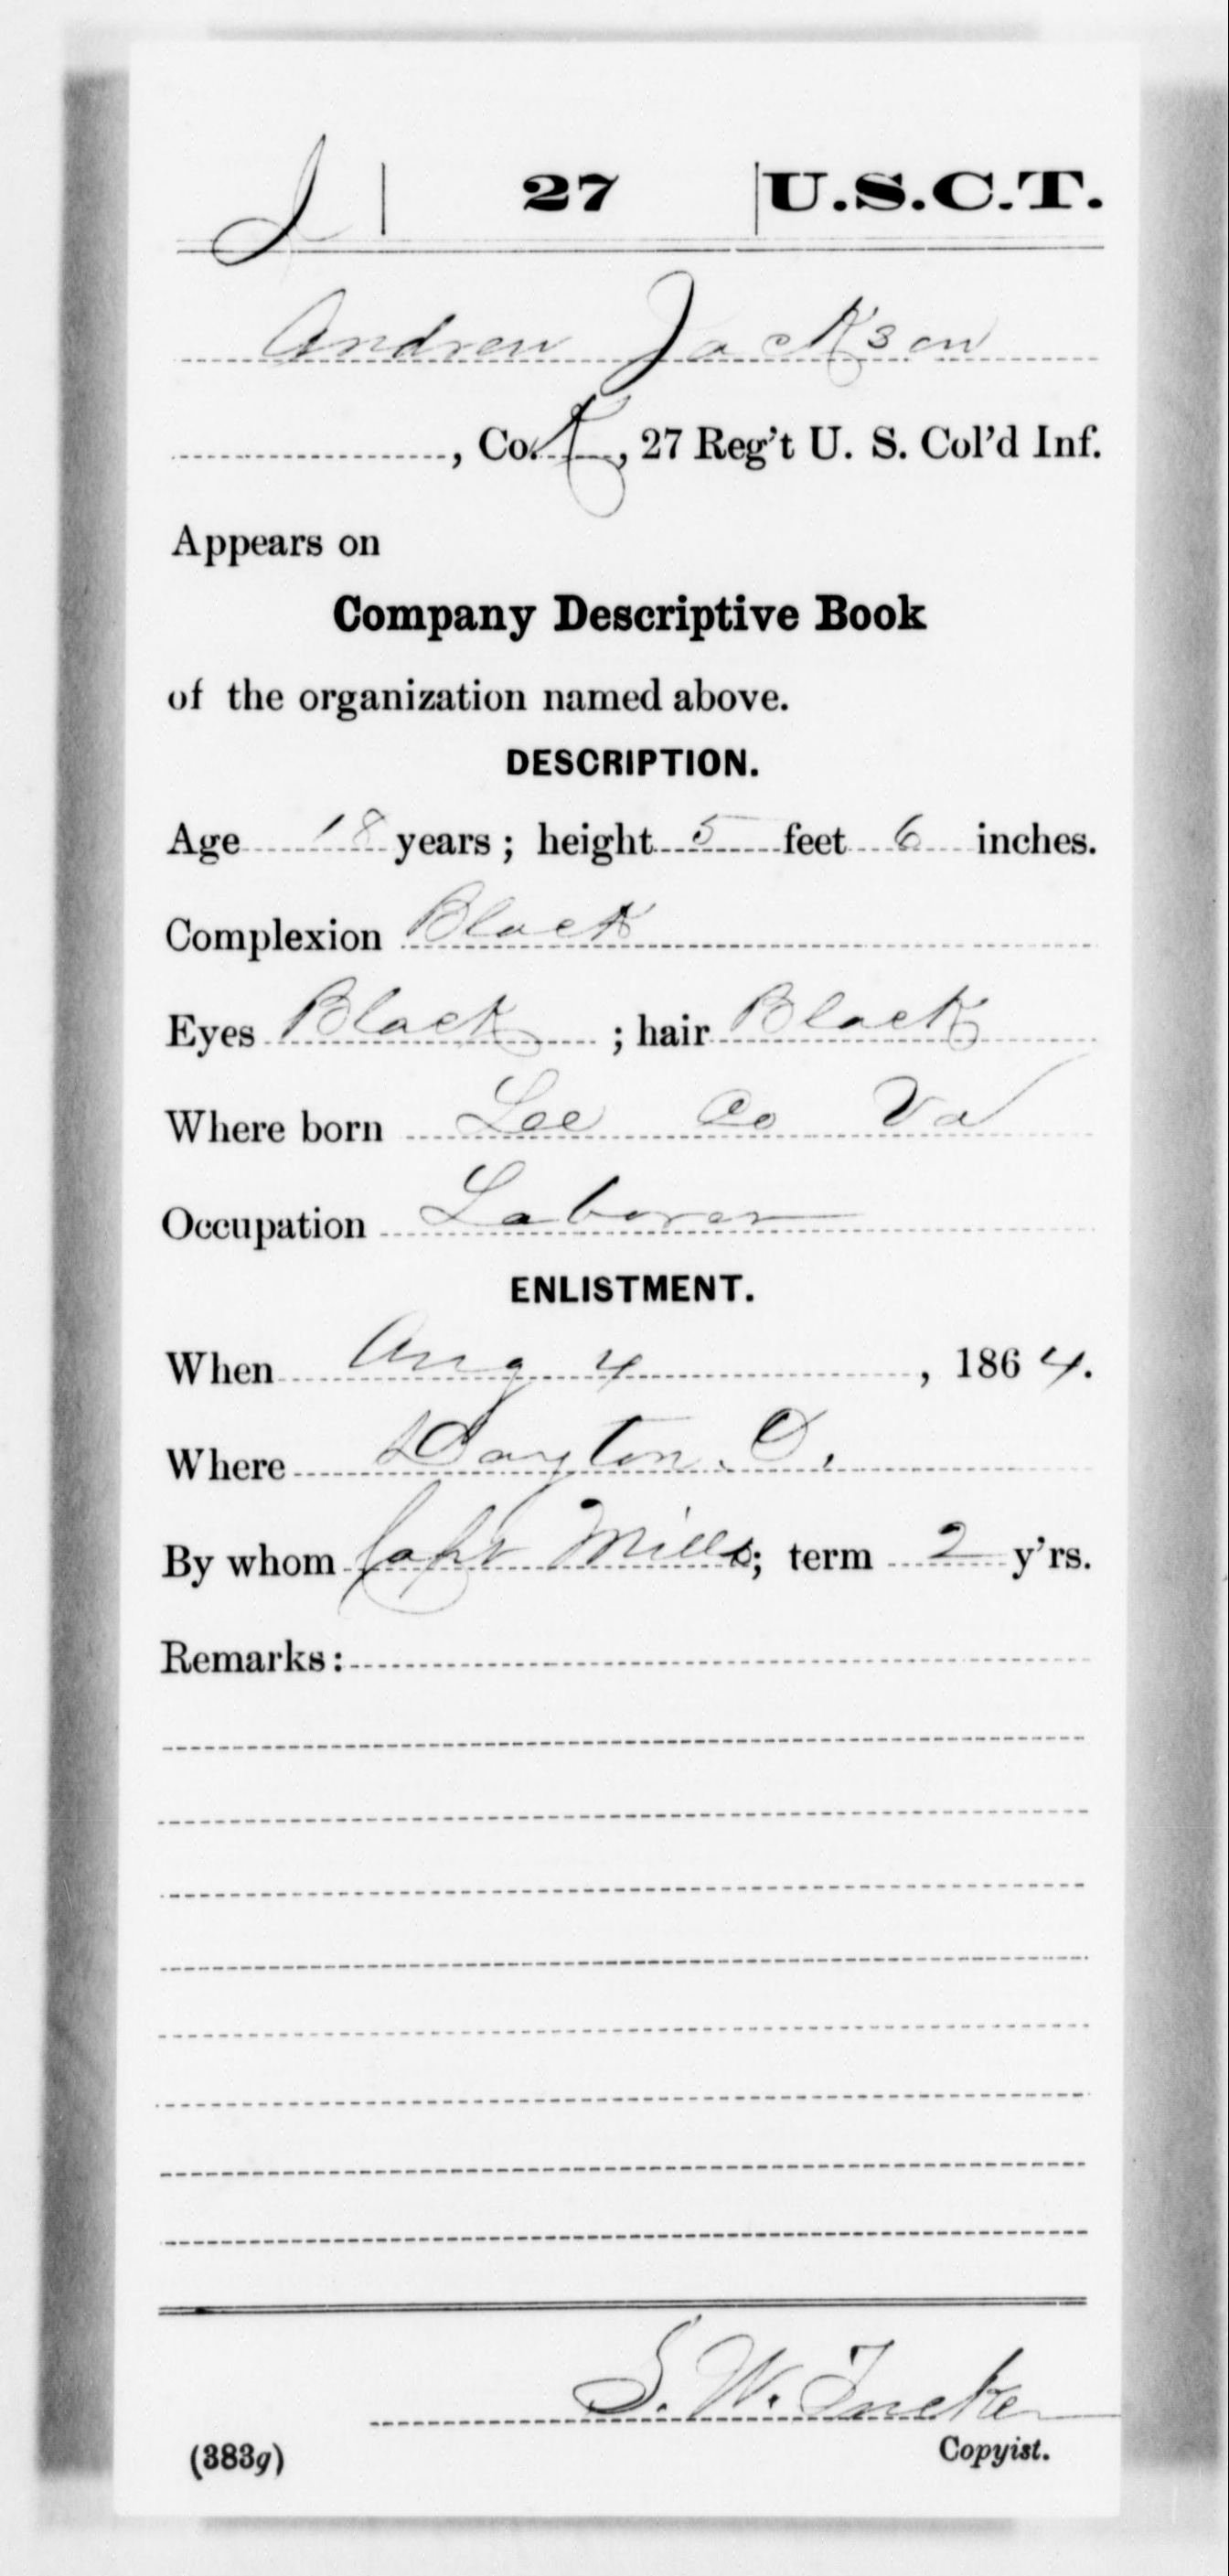 J | 27 | U.S.C.T.
Andrew Jackson
, Co. K, 27 Reg't U. S. Col'd Inf.
Appears on
Company Descriptive Book
of the organization named above.
DESCRIPTION.
Age 18 years; height 5 feet 6 inches.
Complexion Black
Eyes Black; hair Black
Where born Lee Co Va
Occupation Laborer
ENLISTMENT.
When Aug 4, 1864.
Where Dayton. O.
By whom Capt Mills; term 2 y'rs.
Remarks:
S. W. Tucker
(383g) Copyist.